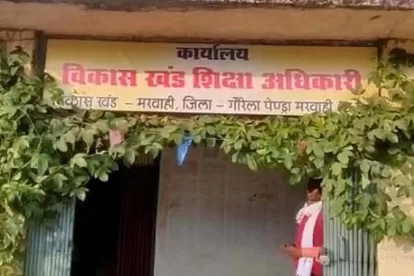 कार्यालय
विकास खंड शिक्षा अधिकारी
विकास खंड - मरवाही, जिला - गौरेला पेण्ड्रा मरवाही